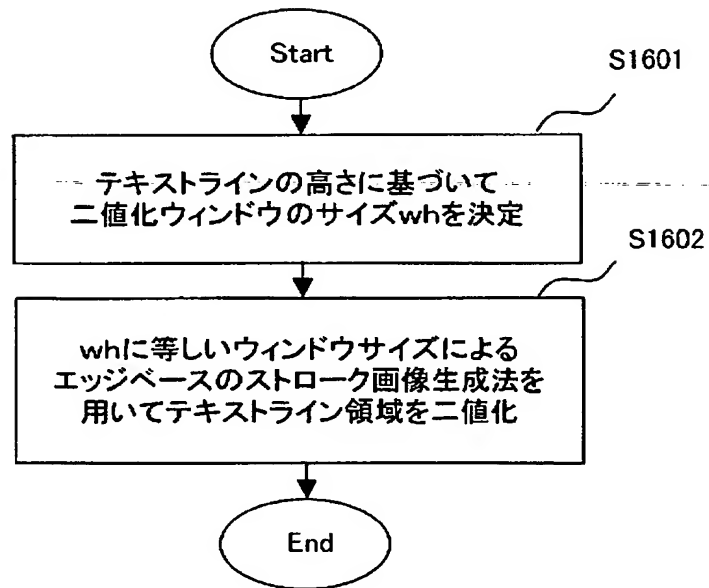 Start
S1601
テキストラインの高さに基づいて
二値化ウィンドウのサイズwhを決定
S1602
whに等しいウィンドウサイズによる
エッジベースのストローク画像生成法を
用いてテキストライン領域を二値化
End